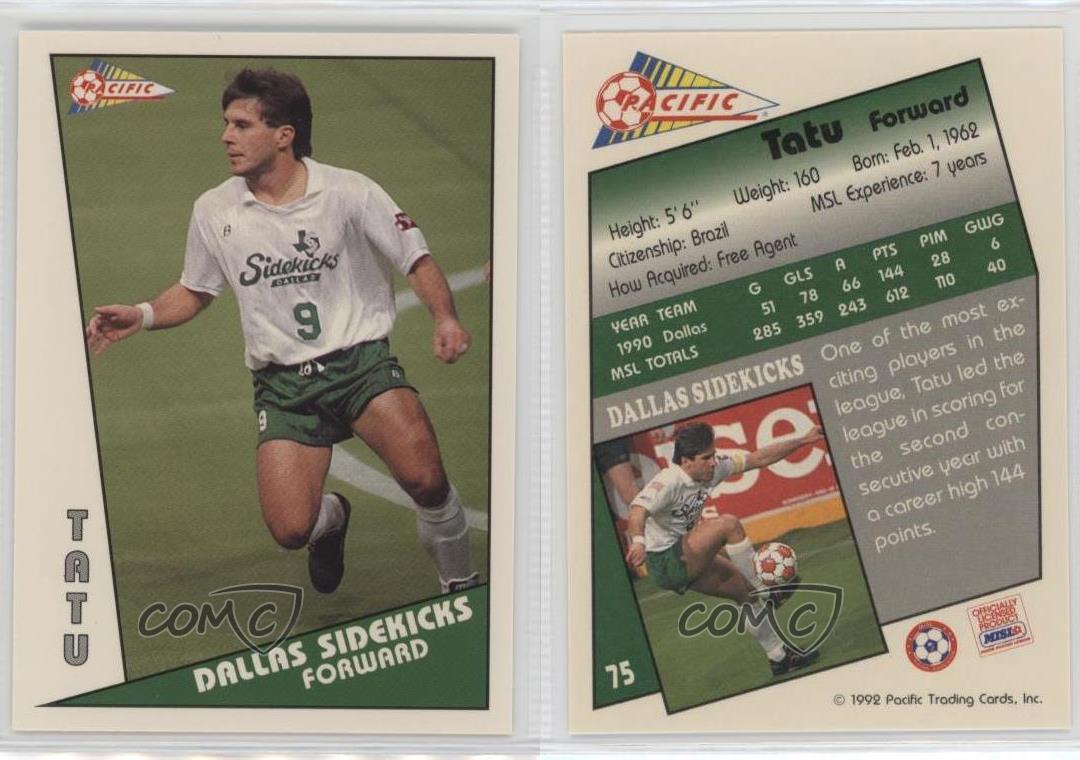 PACIFIC
Sidekicks
DALLAS
9
9
TATU
DALLAS SIDEKICKS
FORWARD
COMC
PACIFIC
Tatu Forward
Height: 5' 6" Weight: 160 Born: Feb. 1, 1962
Citizenship: Brazil MSL Experience: 7 years
How Acquired: Free Agent
YEAR TEAM G GLS A PTS PIM GWG
1990 Dallas 51 78 66 144 28 6
MSL TOTALS 285 359 243 612 110 40
DALLAS SIDEKICKS
One of the most ex-
citing players in the
league, Tatu led the
league in scoring for
the second con-
secutive year with
a career high 144
points.
COMC
75
OFFICIALLY
LICENSED
PRODUCT
MISL
© 1992 Pacific Trading Cards, Inc.